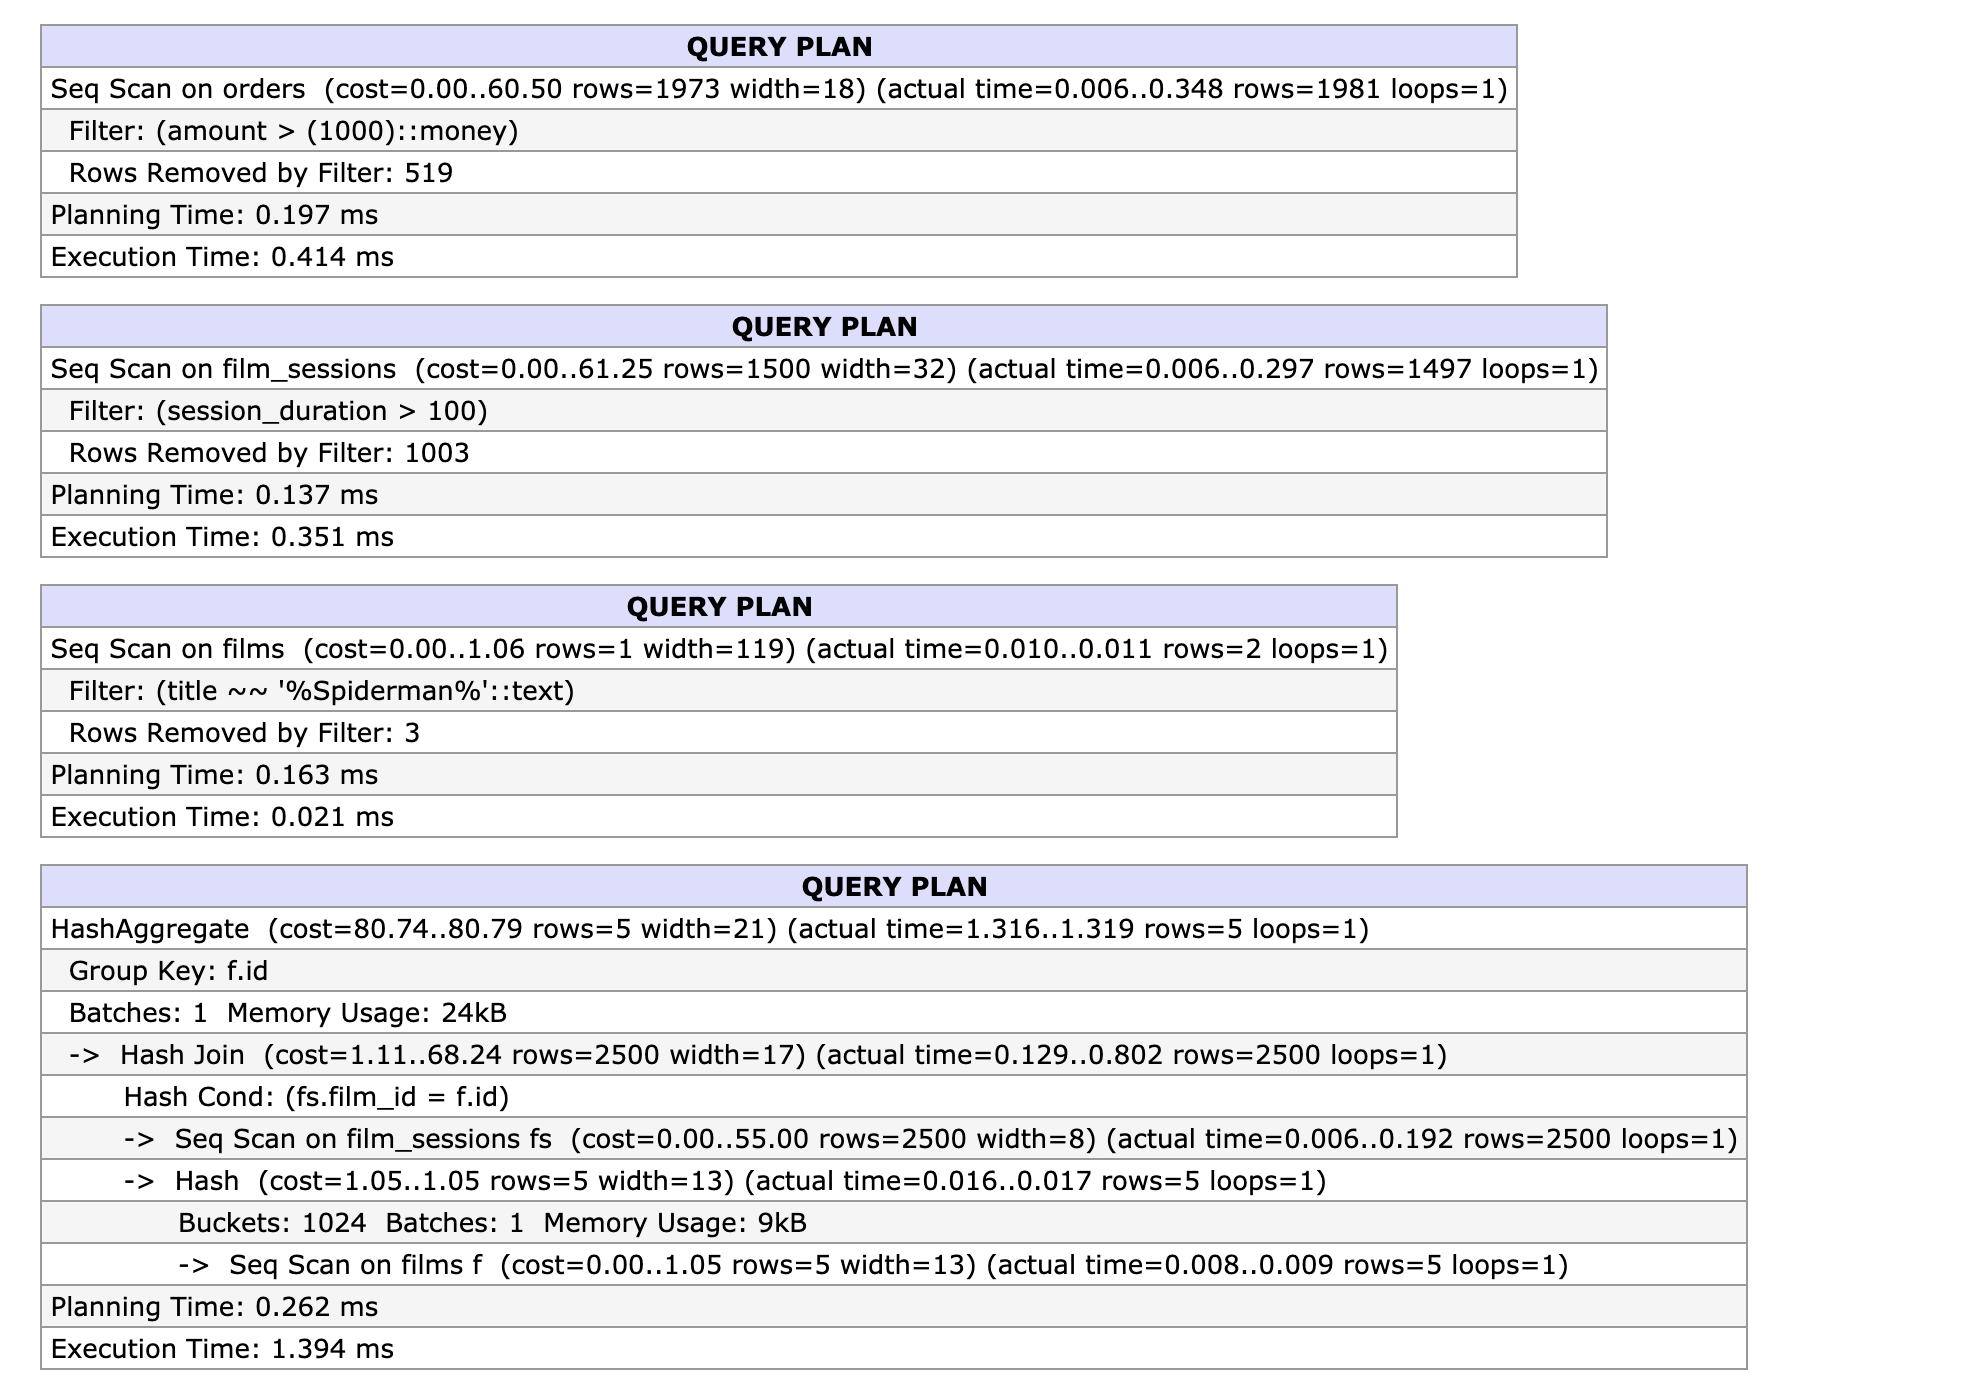 QUERY PLAN
Seq Scan on orders  (cost=0.00..60.50 rows=1973 width=18) (actual time=0.006..0.348 rows=1981 loops=1)
Filter: (amount > (1000)::money)
Rows Removed by Filter: 519
Planning Time: 0.197 ms
Execution Time: 0.414 ms
QUERY PLAN
Seq Scan on film_sessions  (cost=0.00..61.25 rows=1500 width=32) (actual time=0.006..0.297 rows=1497 loops=1)
Filter: (session_duration > 100)
Rows Removed by Filter: 1003
Planning Time: 0.137 ms
Execution Time: 0.351 ms
QUERY PLAN
Seq Scan on films  (cost=0.00..1.06 rows=1 width=119) (actual time=0.010..0.011 rows=2 loops=1)
Filter: (title ~~ '%Spiderman%'::text)
Rows Removed by Filter: 3
Planning Time: 0.163 ms
Execution Time: 0.021 ms
QUERY PLAN
HashAggregate  (cost=80.74..80.79 rows=5 width=21) (actual time=1.316..1.319 rows=5 loops=1)
Group Key: f.id
Batches: 1  Memory Usage: 24kB
->  Hash Join  (cost=1.11..68.24 rows=2500 width=17) (actual time=0.129..0.802 rows=2500 loops=1)
Hash Cond: (fs.film_id = f.id)
->  Seq Scan on film_sessions fs  (cost=0.00..55.00 rows=2500 width=8) (actual time=0.006..0.192 rows=2500 loops=1)
->  Hash  (cost=1.05..1.05 rows=5 width=13) (actual time=0.016..0.017 rows=5 loops=1)
Buckets: 1024  Batches: 1  Memory Usage: 9kB
->  Seq Scan on films f  (cost=0.00..1.05 rows=5 width=13) (actual time=0.008..0.009 rows=5 loops=1)
Planning Time: 0.262 ms
Execution Time: 1.394 ms